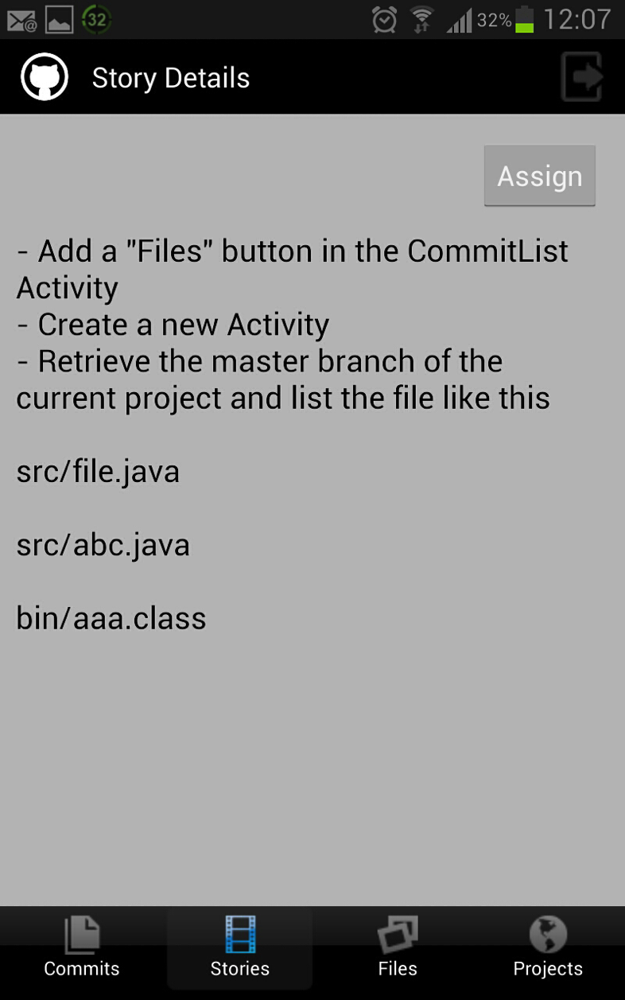 32 32% 12:07
Story Details
Assign
- Add a "Files" button in the CommitList
Activity
- Create a new Activity
- Retrieve the master branch of the
current project and list the file like this
src/file.java
src/abc.java
bin/aaa.class
Commits Stories Files Projects